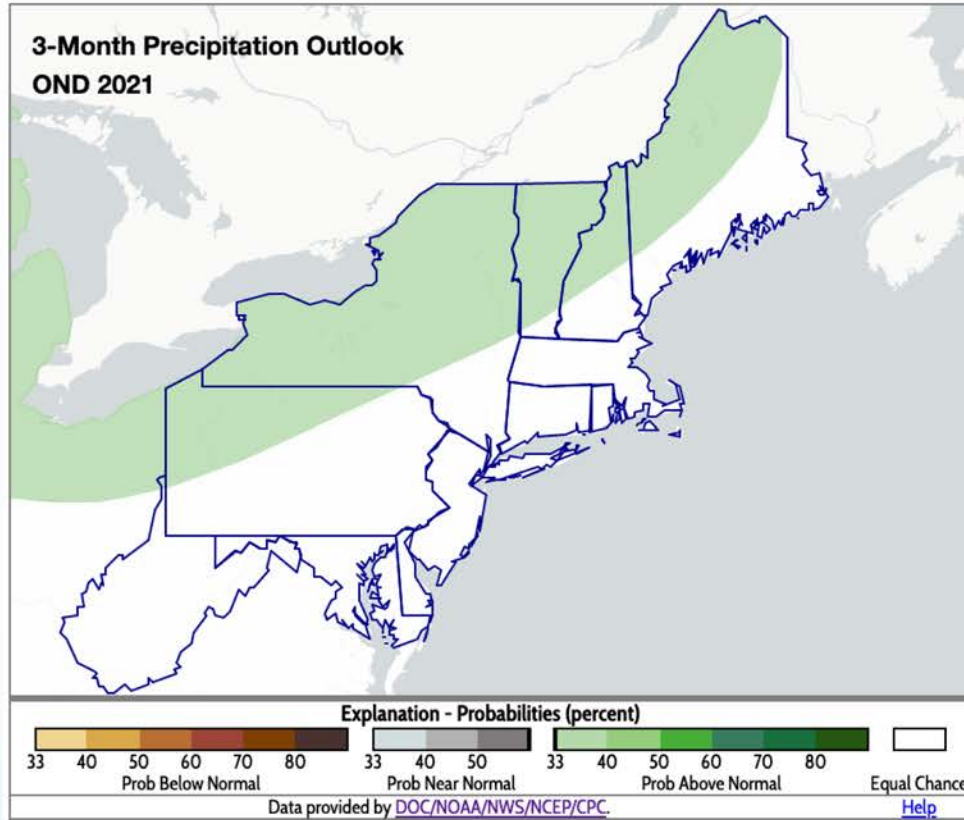 3-Month Precipitation Outlook
OND 2021
Explanation - Probabilities (percent)
33 40 50 60 70 80
Prob Below Normal
33 40 50
Prob Near Normal
33 40 50 60 70 80
Prob Above Normal
Equal Chance
Data provided by DOC/NOAA/NWS/NCEP/CPC.
Help